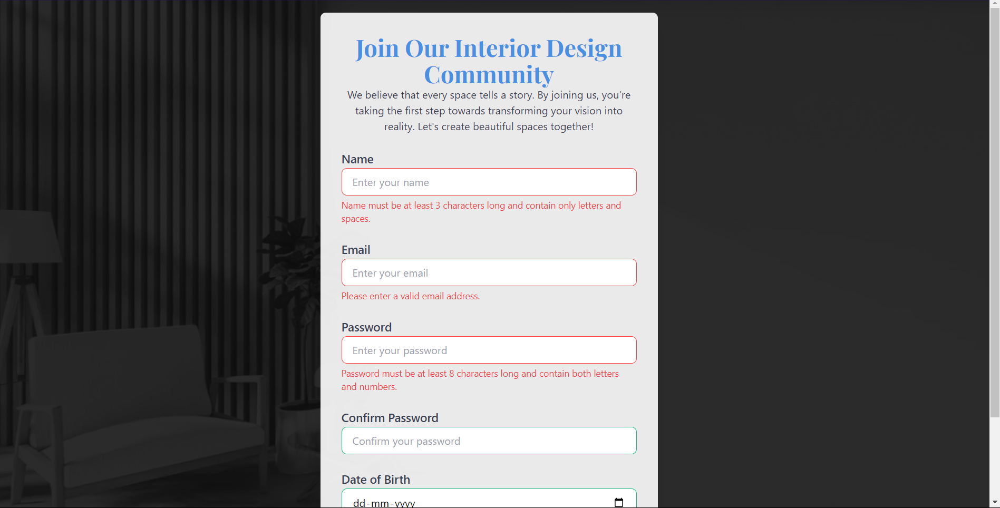 Join Our Interior Design
Community
We believe that every space tells a story. By joining us, you're
taking the first step towards transforming your vision into
reality. Let's create beautiful spaces together!
Name
Enter your name
Name must be at least 3 characters long and contain only letters and
spaces.
Email
Enter your email
Please enter a valid email address.
Password
Enter your password
Password must be at least 8 characters long and contain both letters
and numbers.
Confirm Password
Confirm your password
Date of Birth
dd-mm-yyyy